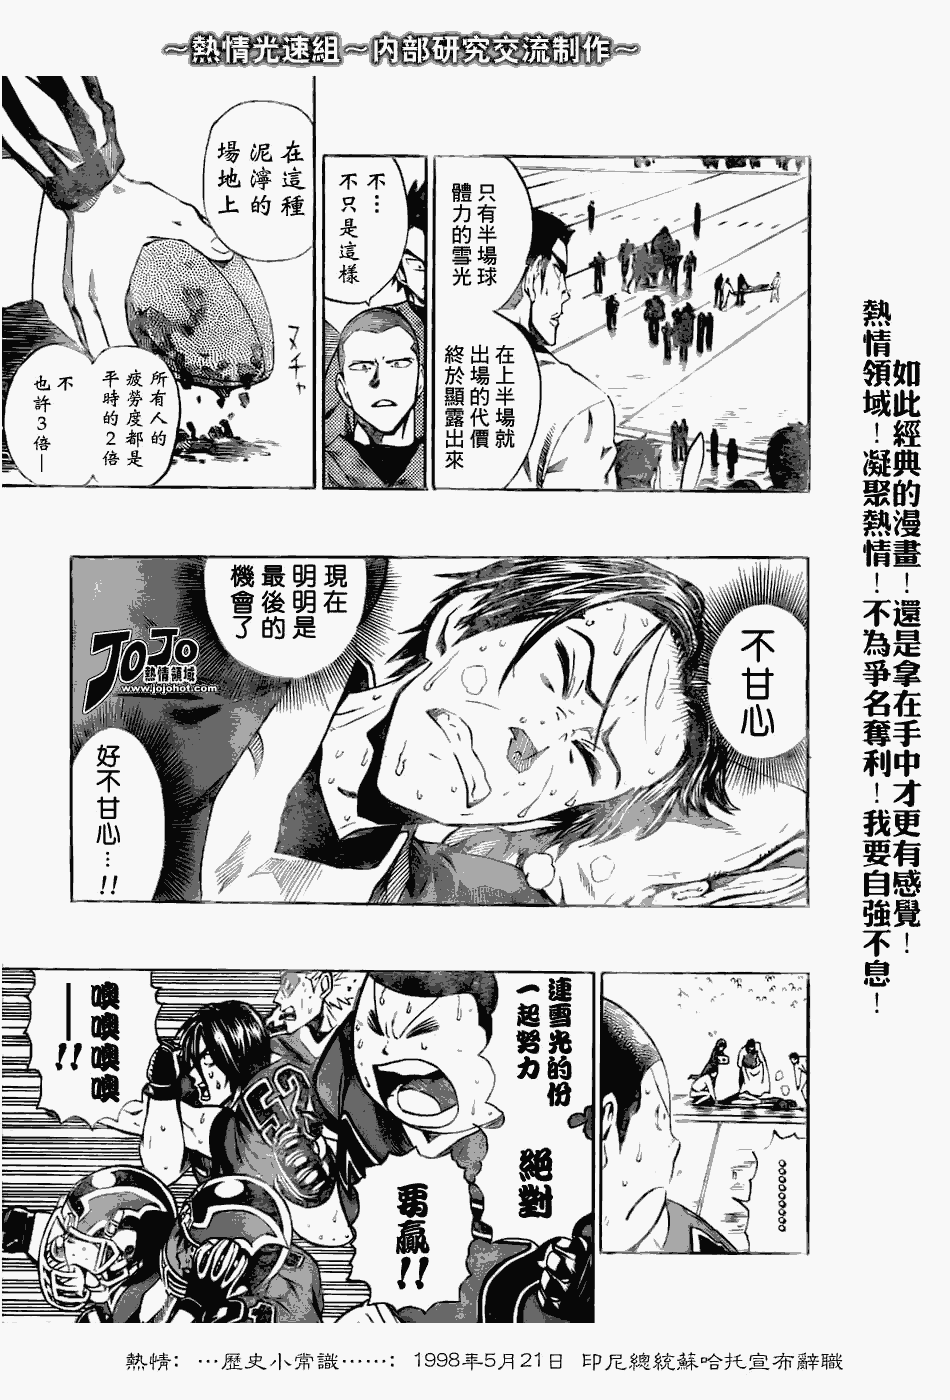 ～熱情光速組～內部研究交流制作～
只有半場球
體力的雪光
在上半場就
出場的代價
終於顯露出來
不…
不只是這樣
在這種
泥濘的
場地上
ヌチャ
所有人的
疲勞度都是
平時的2倍
不
也許3倍—
如此經典的漫畫！還是拿在手中才更有感覺！
熱情領域！凝聚熱情！不為爭名奪利！我要自強不息！
不甘心
現在
明明是
最後的
機會了
JOJO
熱情領域
www.jojohot.com
好不甘心…!!
………
連雪光的份
一起努力
絕對
要贏!!
噢噢噢噢
——!!
熱情：…歷史小常識……：1998年5月21日 印尼總統蘇哈托宣布辭職